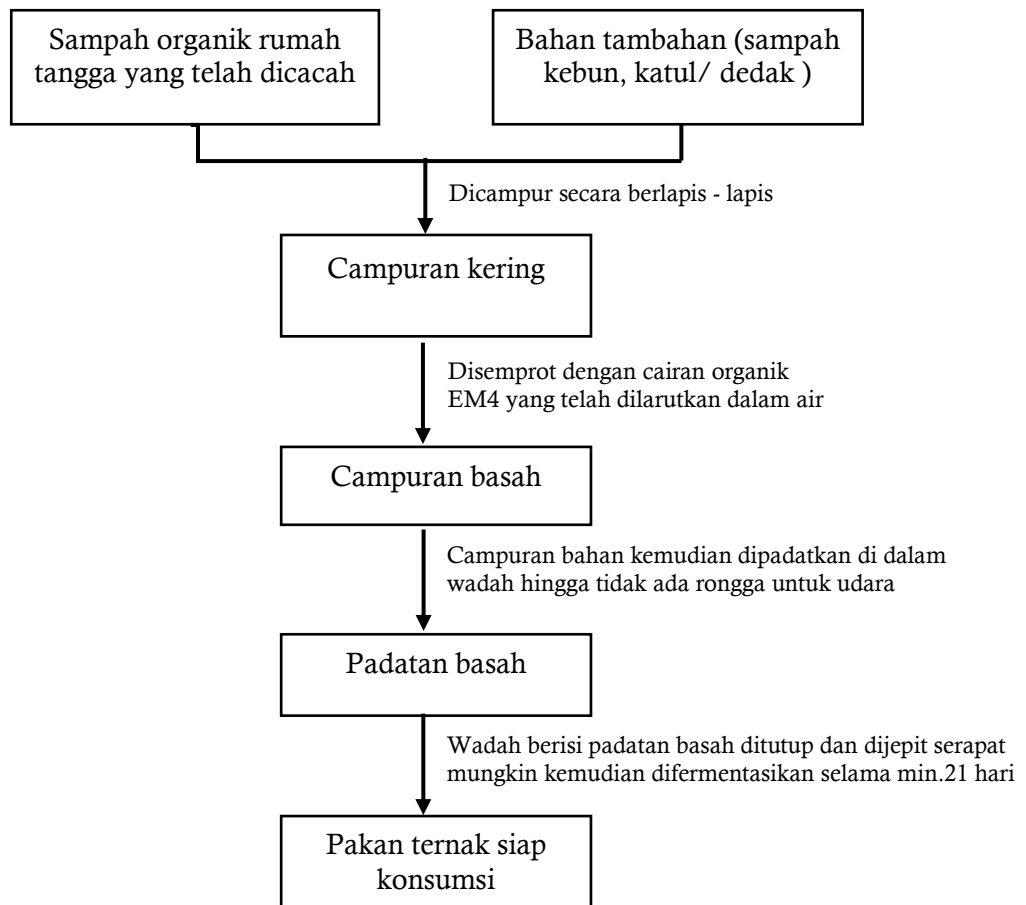 Sampah organik rumah
tangga yang telah dicacah
Bahan tambahan (sampah
kebun, katul/ dedak )
Dicampur secara berlapis - lapis
Campuran kering
Disemprot dengan cairan organik
EM4 yang telah dilarutkan dalam air
Campuran basah
Campuran bahan kemudian dipadatkan di dalam
wadah hingga tidak ada rongga untuk udara
Padatan basah
Wadah berisi padatan basah ditutup dan dijepit serapat
mungkin kemudian difermentasikan selama min.21 hari
Pakan ternak siap
konsumsi